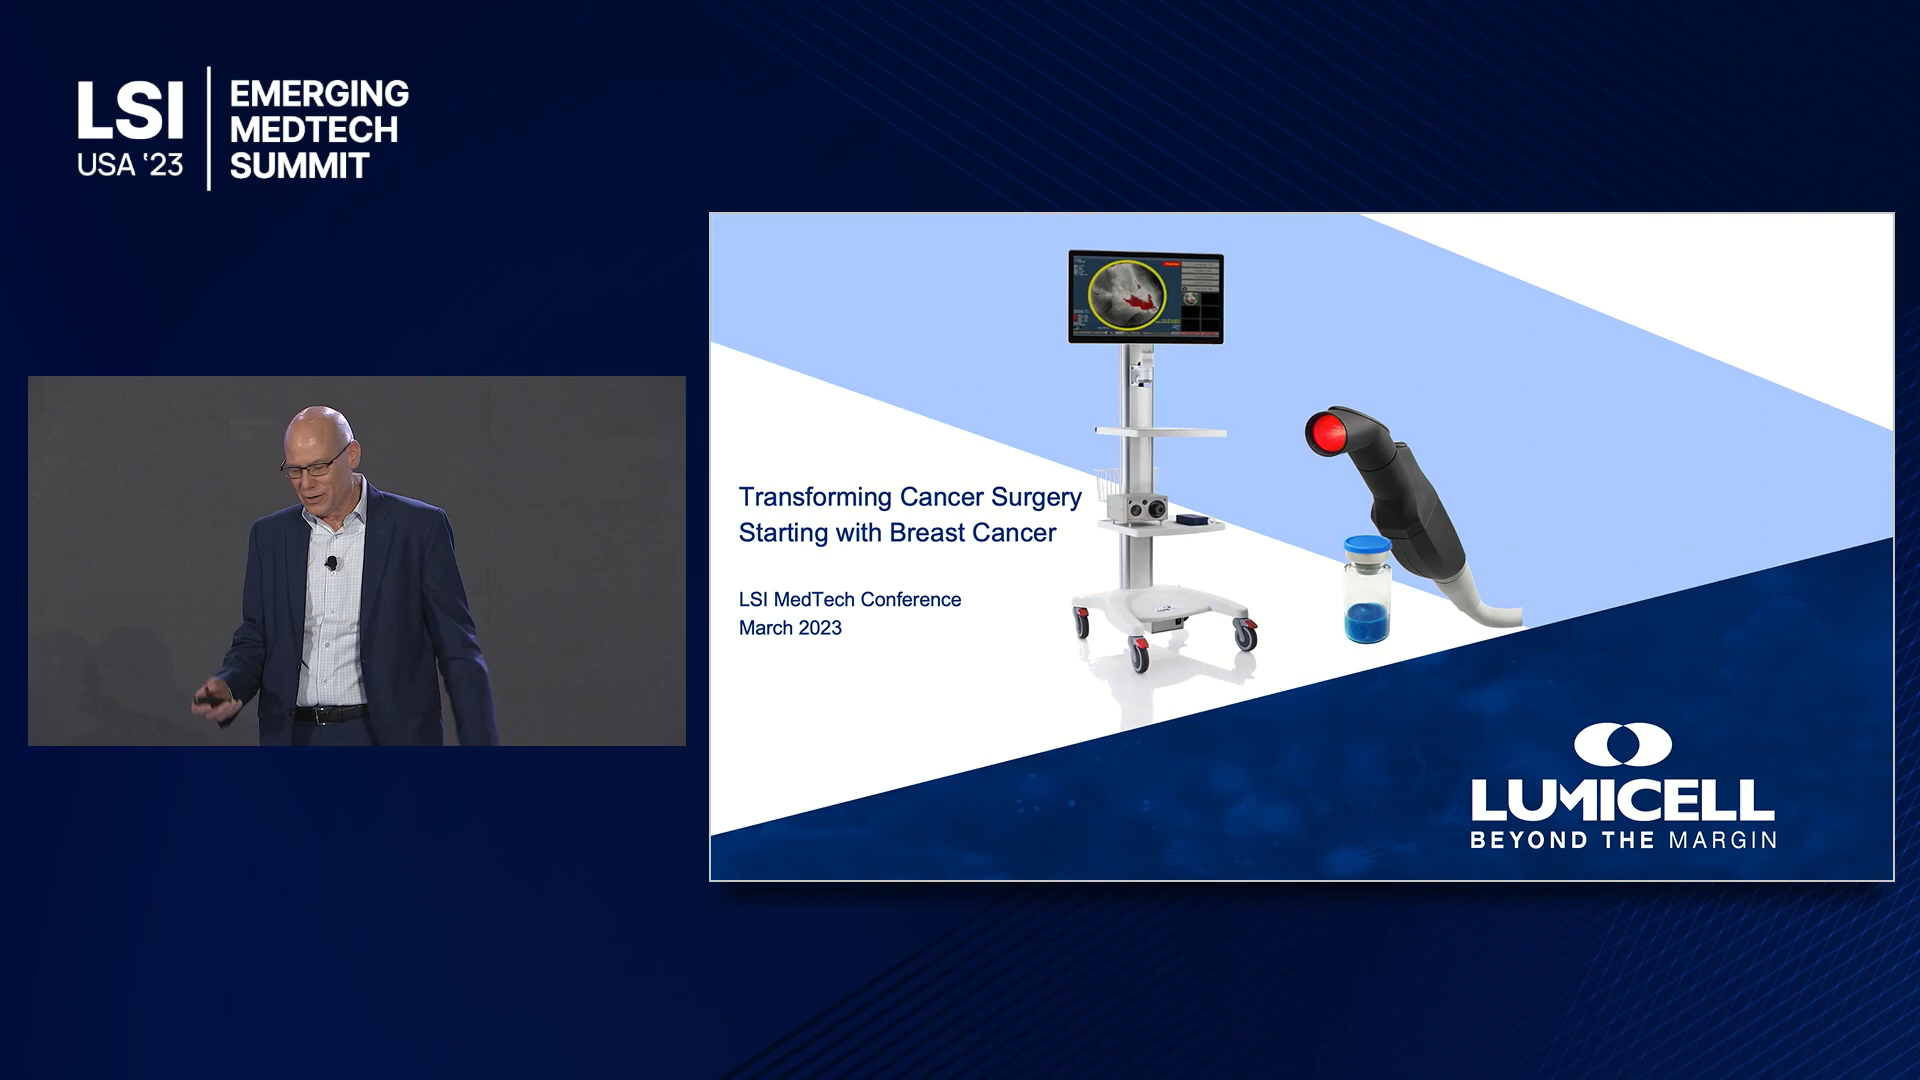 LSI
USA '23
EMERGING
MEDTECH
SUMMIT
Transforming Cancer Surgery
Starting with Breast Cancer
LSI MedTech Conference
March 2023
LUMICELL
BEYOND THE MARGIN